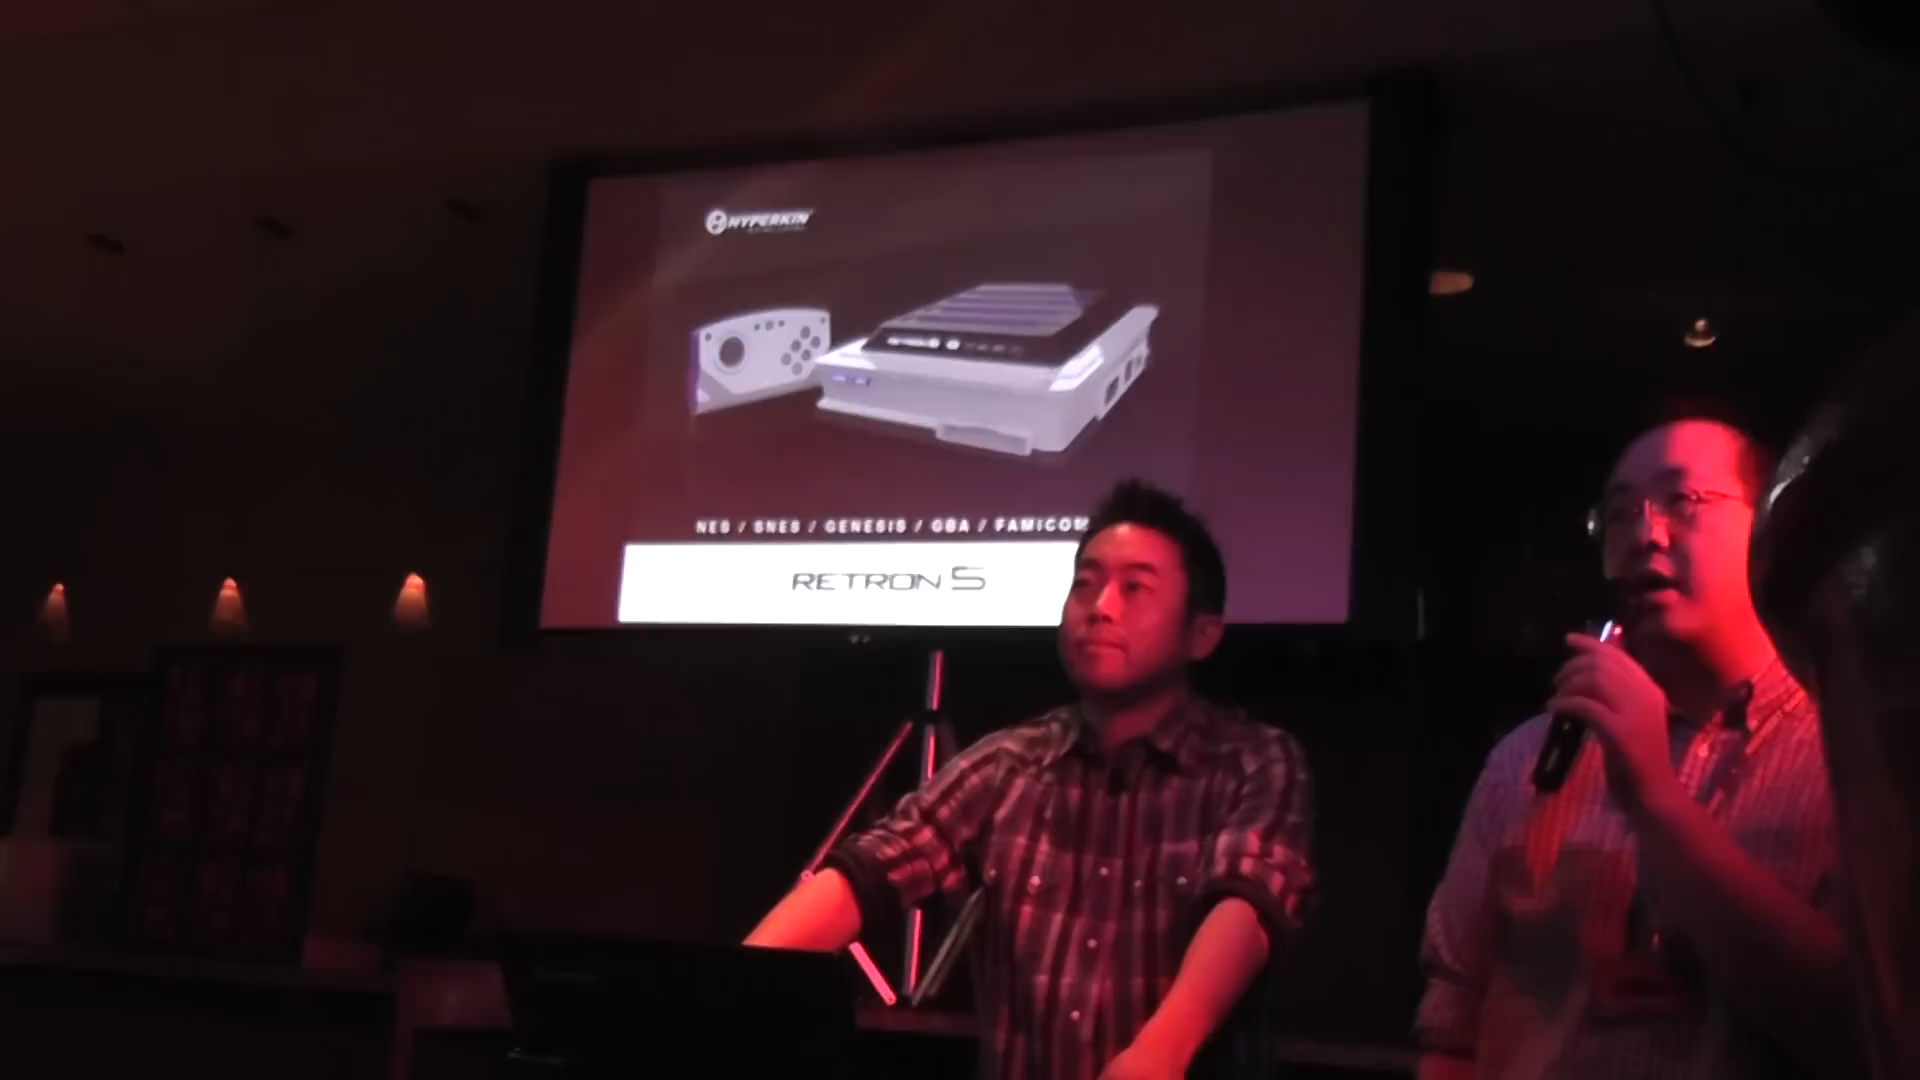 HYPERKIN
NES / SNES / GENESIS / GBA / FAMICOM
RETRON 5